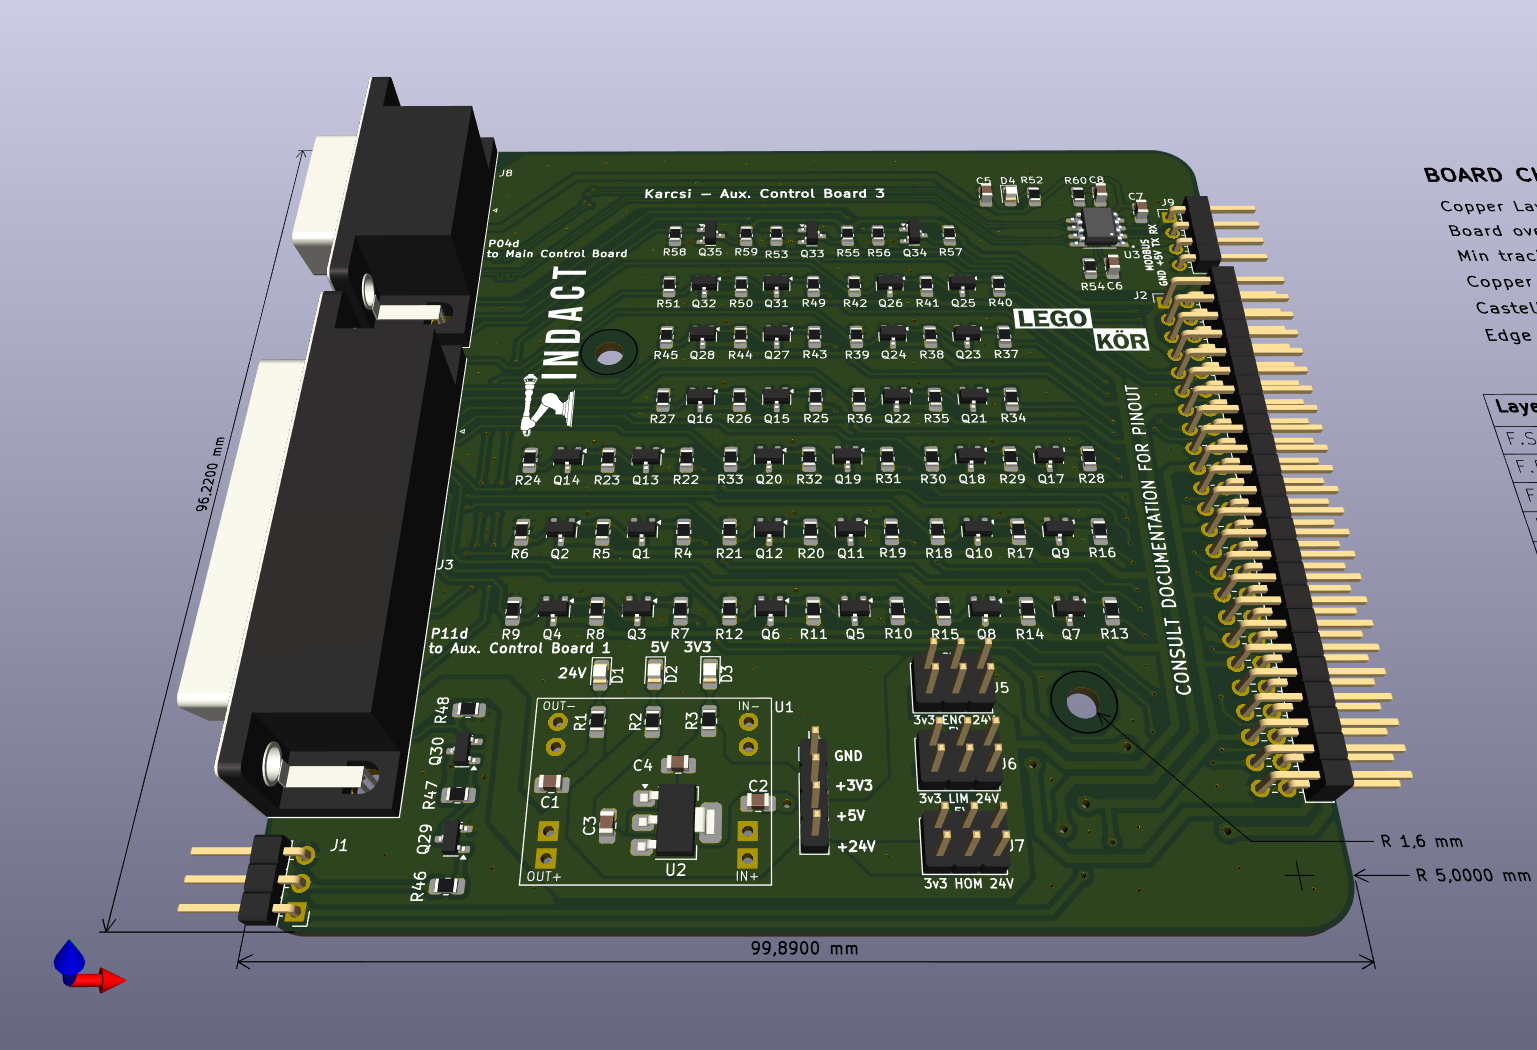 J8
Karcsi – Aux. Control Board 3
C5 D4 R52 R60 C8
C7 J9
P04d
to Main Control Board
R58 Q35 R59 R53 Q33 R55 R56 Q34 R57
U3
MODBUS
GND +5V TX RX
R54 C6
J2
R51 Q32 R50 Q31 R49 R42 Q26 R41 Q25 R40
INDACT
LEGO
KÖR
R45 Q28 R44 Q27 R43 R39 Q24 R38 Q23 R37
R27 Q16 R26 Q15 R25 R36 Q22 R35 Q21 R34
R24 Q14 R23 Q13 R22 R33 Q20 R32 Q19 R31 R30 Q18 R29 Q17 R28
R6 Q2 R5 Q1 R4 R21 Q12 R20 Q11 R19 R18 Q10 R17 Q9 R16
J3
CONSULT DOCUMENTATION FOR PINOUT
R9 Q4 R8 Q3 R7 R12 Q6 R11 Q5 R10 R15 Q8 R14 Q7 R13
P11d
to Aux. Control Board 1
5V 3V3
24V D1 D2 D3
J5
3v3 ENC 24V
R48
OUT- R1 R2 R3 IN- U1
Q30
C4
GND
J6
R47
C1 C2
+3V3
3v3 LIM 24V
Q29
C3
+5V
J1
+24V
J7
U2
R46
OUT+ IN+
3v3 HOM 24V
96,2200 mm
99,8900 mm
R 1,6 mm
R 5,0000 mm
BOARD
Copper
Board
Min
Copper
Edge